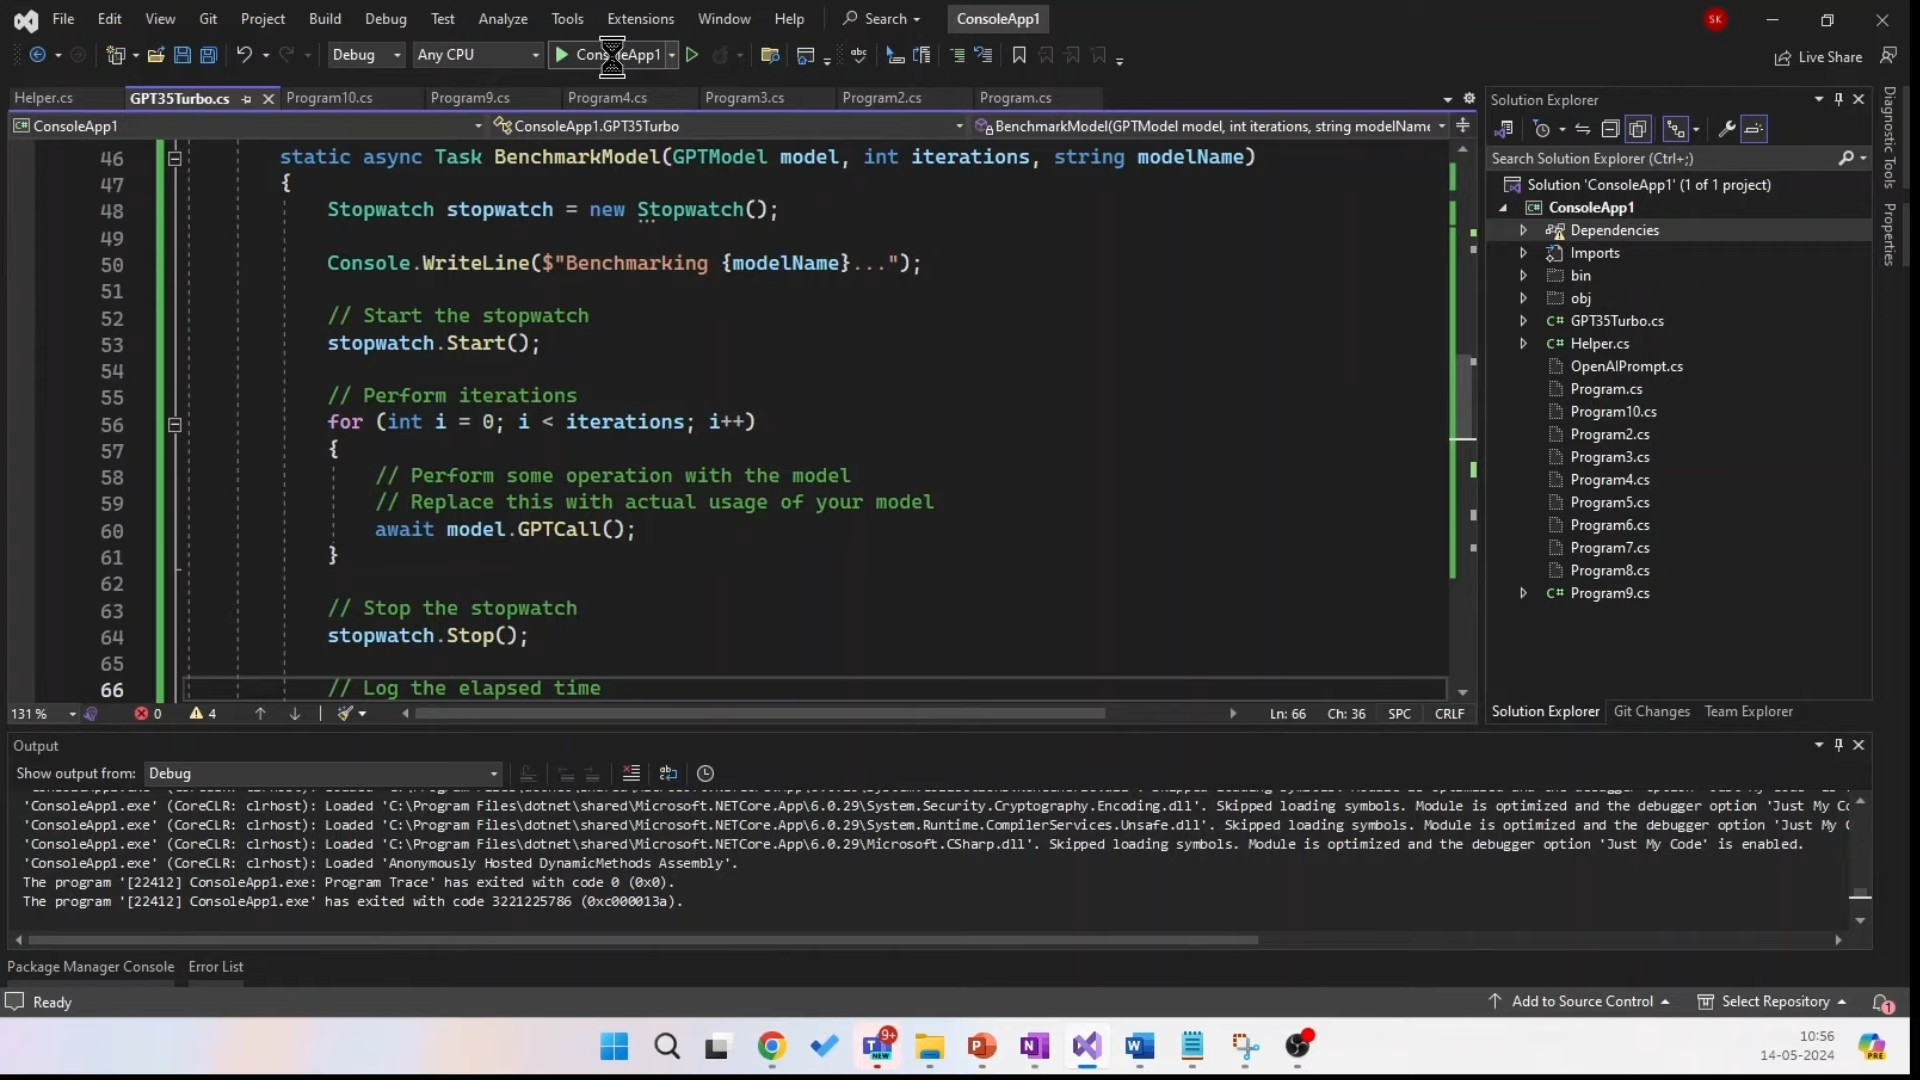 File Edit View Git Project Build Debug Test Analyze Tools Extensions Window Help Search ConsoleApp1 SK
Debug Any CPU ConsoleApp1 Live Share
Helper.cs GPT35Turbo.cs Program10.cs Program9.cs Program4.cs Program3.cs Program2.cs Program.cs
ConsoleApp1 ConsoleApp1.GPT35Turbo BenchmarkModel(GPTModel model, int iterations, string modelName
46 static async Task BenchmarkModel(GPTModel model, int iterations, string modelName)
47 {
48 Stopwatch stopwatch = new Stopwatch();
49
50 Console.WriteLine($"Benchmarking {modelName}...");
51
52 // Start the stopwatch
53 stopwatch.Start();
54
55 // Perform iterations
56 for (int i = 0; i < iterations; i++)
57 {
58 // Perform some operation with the model
59 // Replace this with actual usage of your model
60 await model.GPTCall();
61 }
62
63 // Stop the stopwatch
64 stopwatch.Stop();
65
66 // Log the elapsed time
131 % 0 4 Ln: 66 Ch: 36 SPC CRLF
Solution Explorer
Search Solution Explorer (Ctrl+;)
Solution 'ConsoleApp1' (1 of 1 project)
ConsoleApp1
Dependencies
Imports
bin
obj
GPT35Turbo.cs
Helper.cs
OpenAIPrompt.cs
Program.cs
Program10.cs
Program2.cs
Program3.cs
Program4.cs
Program5.cs
Program6.cs
Program7.cs
Program8.cs
Program9.cs
Solution Explorer Git Changes Team Explorer
Diagnostic Tools
Properties
Output
Show output from: Debug
'ConsoleApp1.exe' (CoreCLR: clrhost): Loaded 'C:\Program Files\dotnet\shared\Microsoft.NETCore.App\6.0.29\System.Security.Cryptography.Encoding.dll'. Skipped loading symbols. Module is optimized and the debugger option 'Just My Co
'ConsoleApp1.exe' (CoreCLR: clrhost): Loaded 'C:\Program Files\dotnet\shared\Microsoft.NETCore.App\6.0.29\System.Runtime.CompilerServices.Unsafe.dll'. Skipped loading symbols. Module is optimized and the debugger option 'Just My C
'ConsoleApp1.exe' (CoreCLR: clrhost): Loaded 'C:\Program Files\dotnet\shared\Microsoft.NETCore.App\6.0.29\Microsoft.CSharp.dll'. Skipped loading symbols. Module is optimized and the debugger option 'Just My Code' is enabled.
'ConsoleApp1.exe' (CoreCLR: clrhost): Loaded 'Anonymously Hosted DynamicMethods Assembly'.
The program '[22412] ConsoleApp1.exe: Program Trace' has exited with code 0 (0x0).
The program '[22412] ConsoleApp1.exe' has exited with code 3221225786 (0xc000013a).
Package Manager Console Error List
Ready Add to Source Control Select Repository 1
9+
NEW
10:56
14-05-2024
PRE